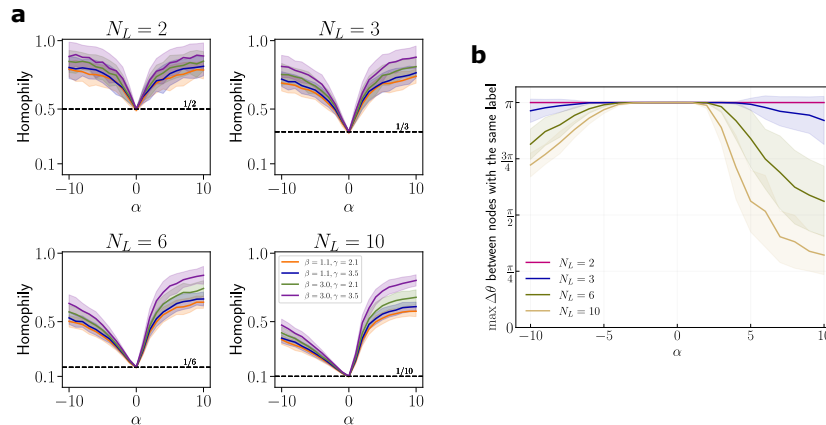 a
N_L = 2
N_L = 3
1.0
0.5
0.1
Homophily
1/2
−10 0 10
α
1.0
0.5
0.1
Homophily
1/3
−10 0 10
α
N_L = 6
N_L = 10
1.0
0.5
0.1
Homophily
1/6
−10 0 10
α
1.0
0.5
0.1
Homophily
β = 1.1, γ = 2.1
β = 1.1, γ = 3.5
β = 3.0, γ = 2.1
β = 3.0, γ = 3.5
1/10
−10 0 10
α
b
max Δθ between nodes with the same label
π
3π/4
π/2
π/4
0
N_L = 2
N_L = 3
N_L = 6
N_L = 10
−10 −5 0 5 10
α